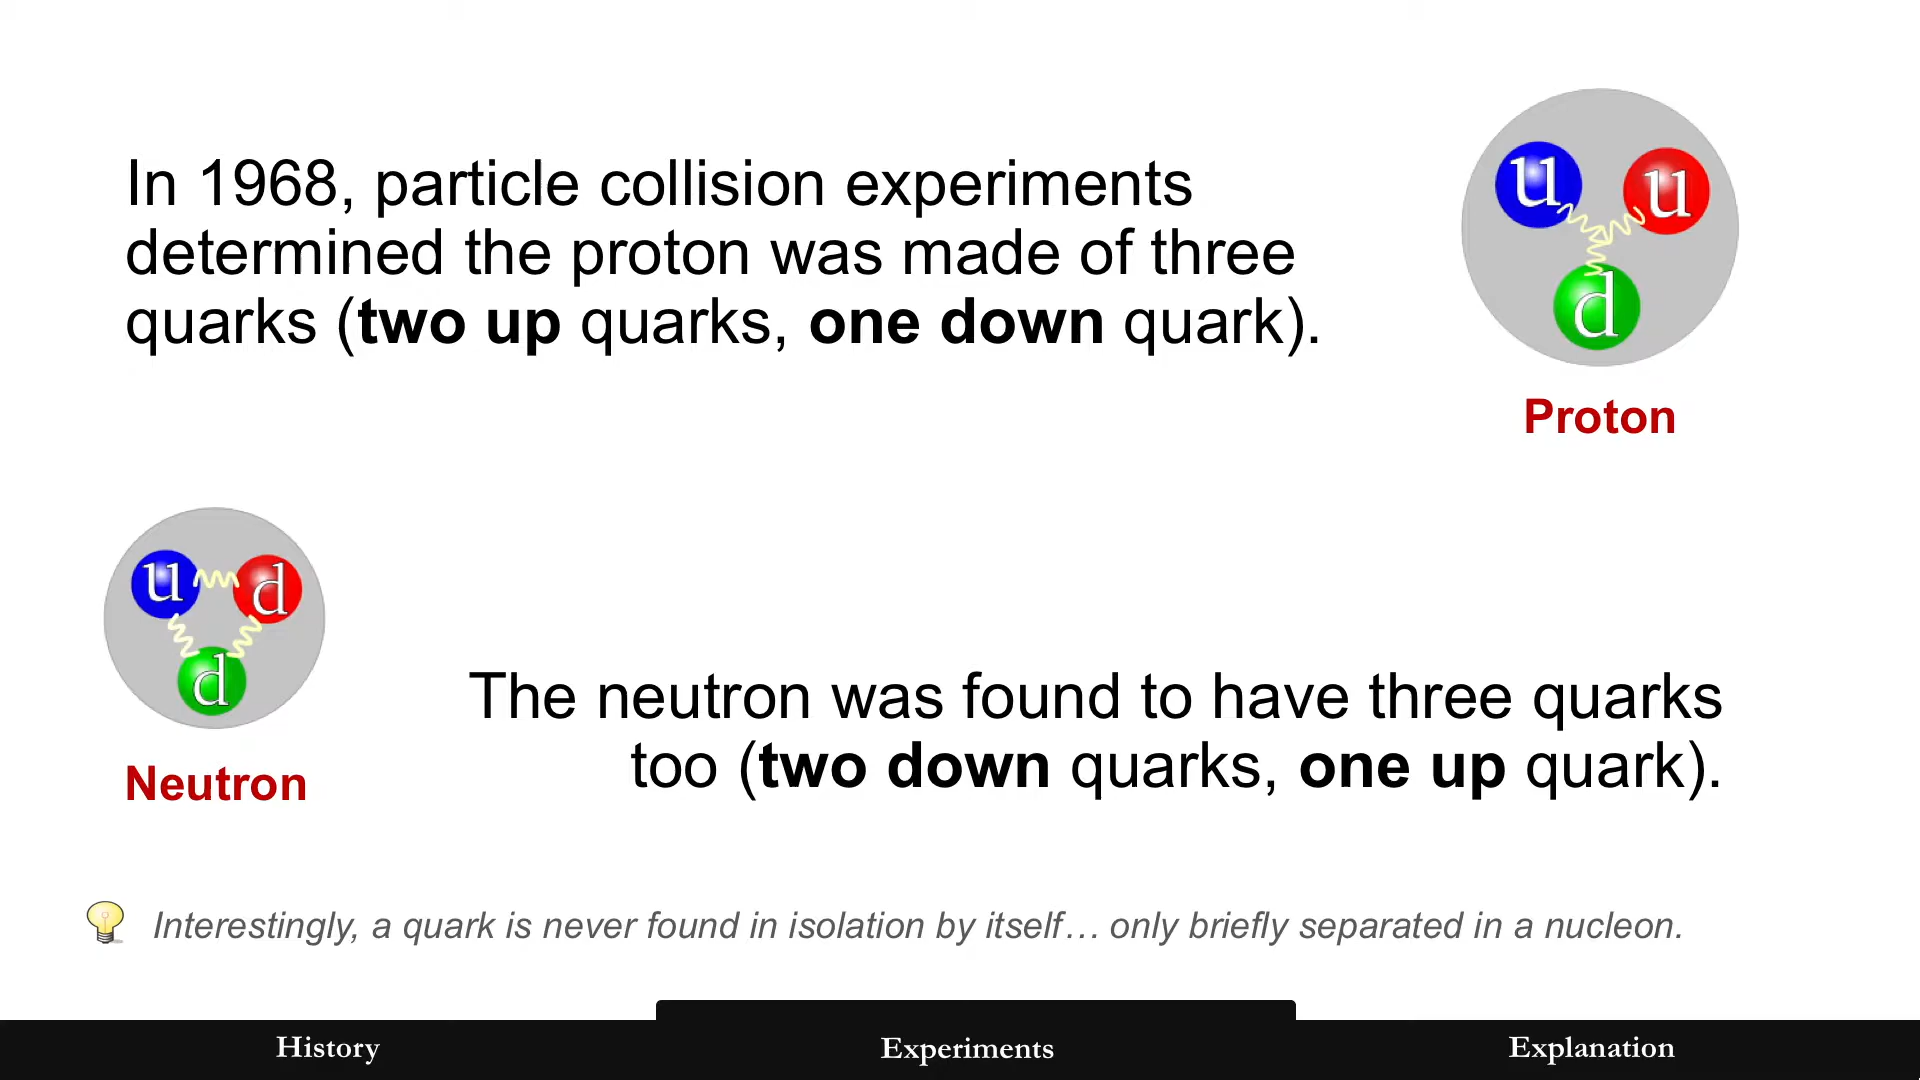 In 1968, particle collision experiments
determined the proton was made of three
quarks (two up quarks, one down quark).
u u
d
Proton
u d
d
Neutron
The neutron was found to have three quarks
too (two down quarks, one up quark).
Interestingly, a quark is never found in isolation by itself… only briefly separated in a nucleon.
History Experiments Explanation